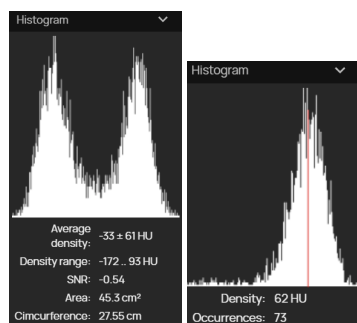 Histogram
Average
density: -33 ± 61 HU
Density range: -172 .. 93 HU
SNR: -0.54
Area: 45.3 cm²
Cimcurference: 27.55 cm
Histogram
Density: 62 HU
Occurrences: 73